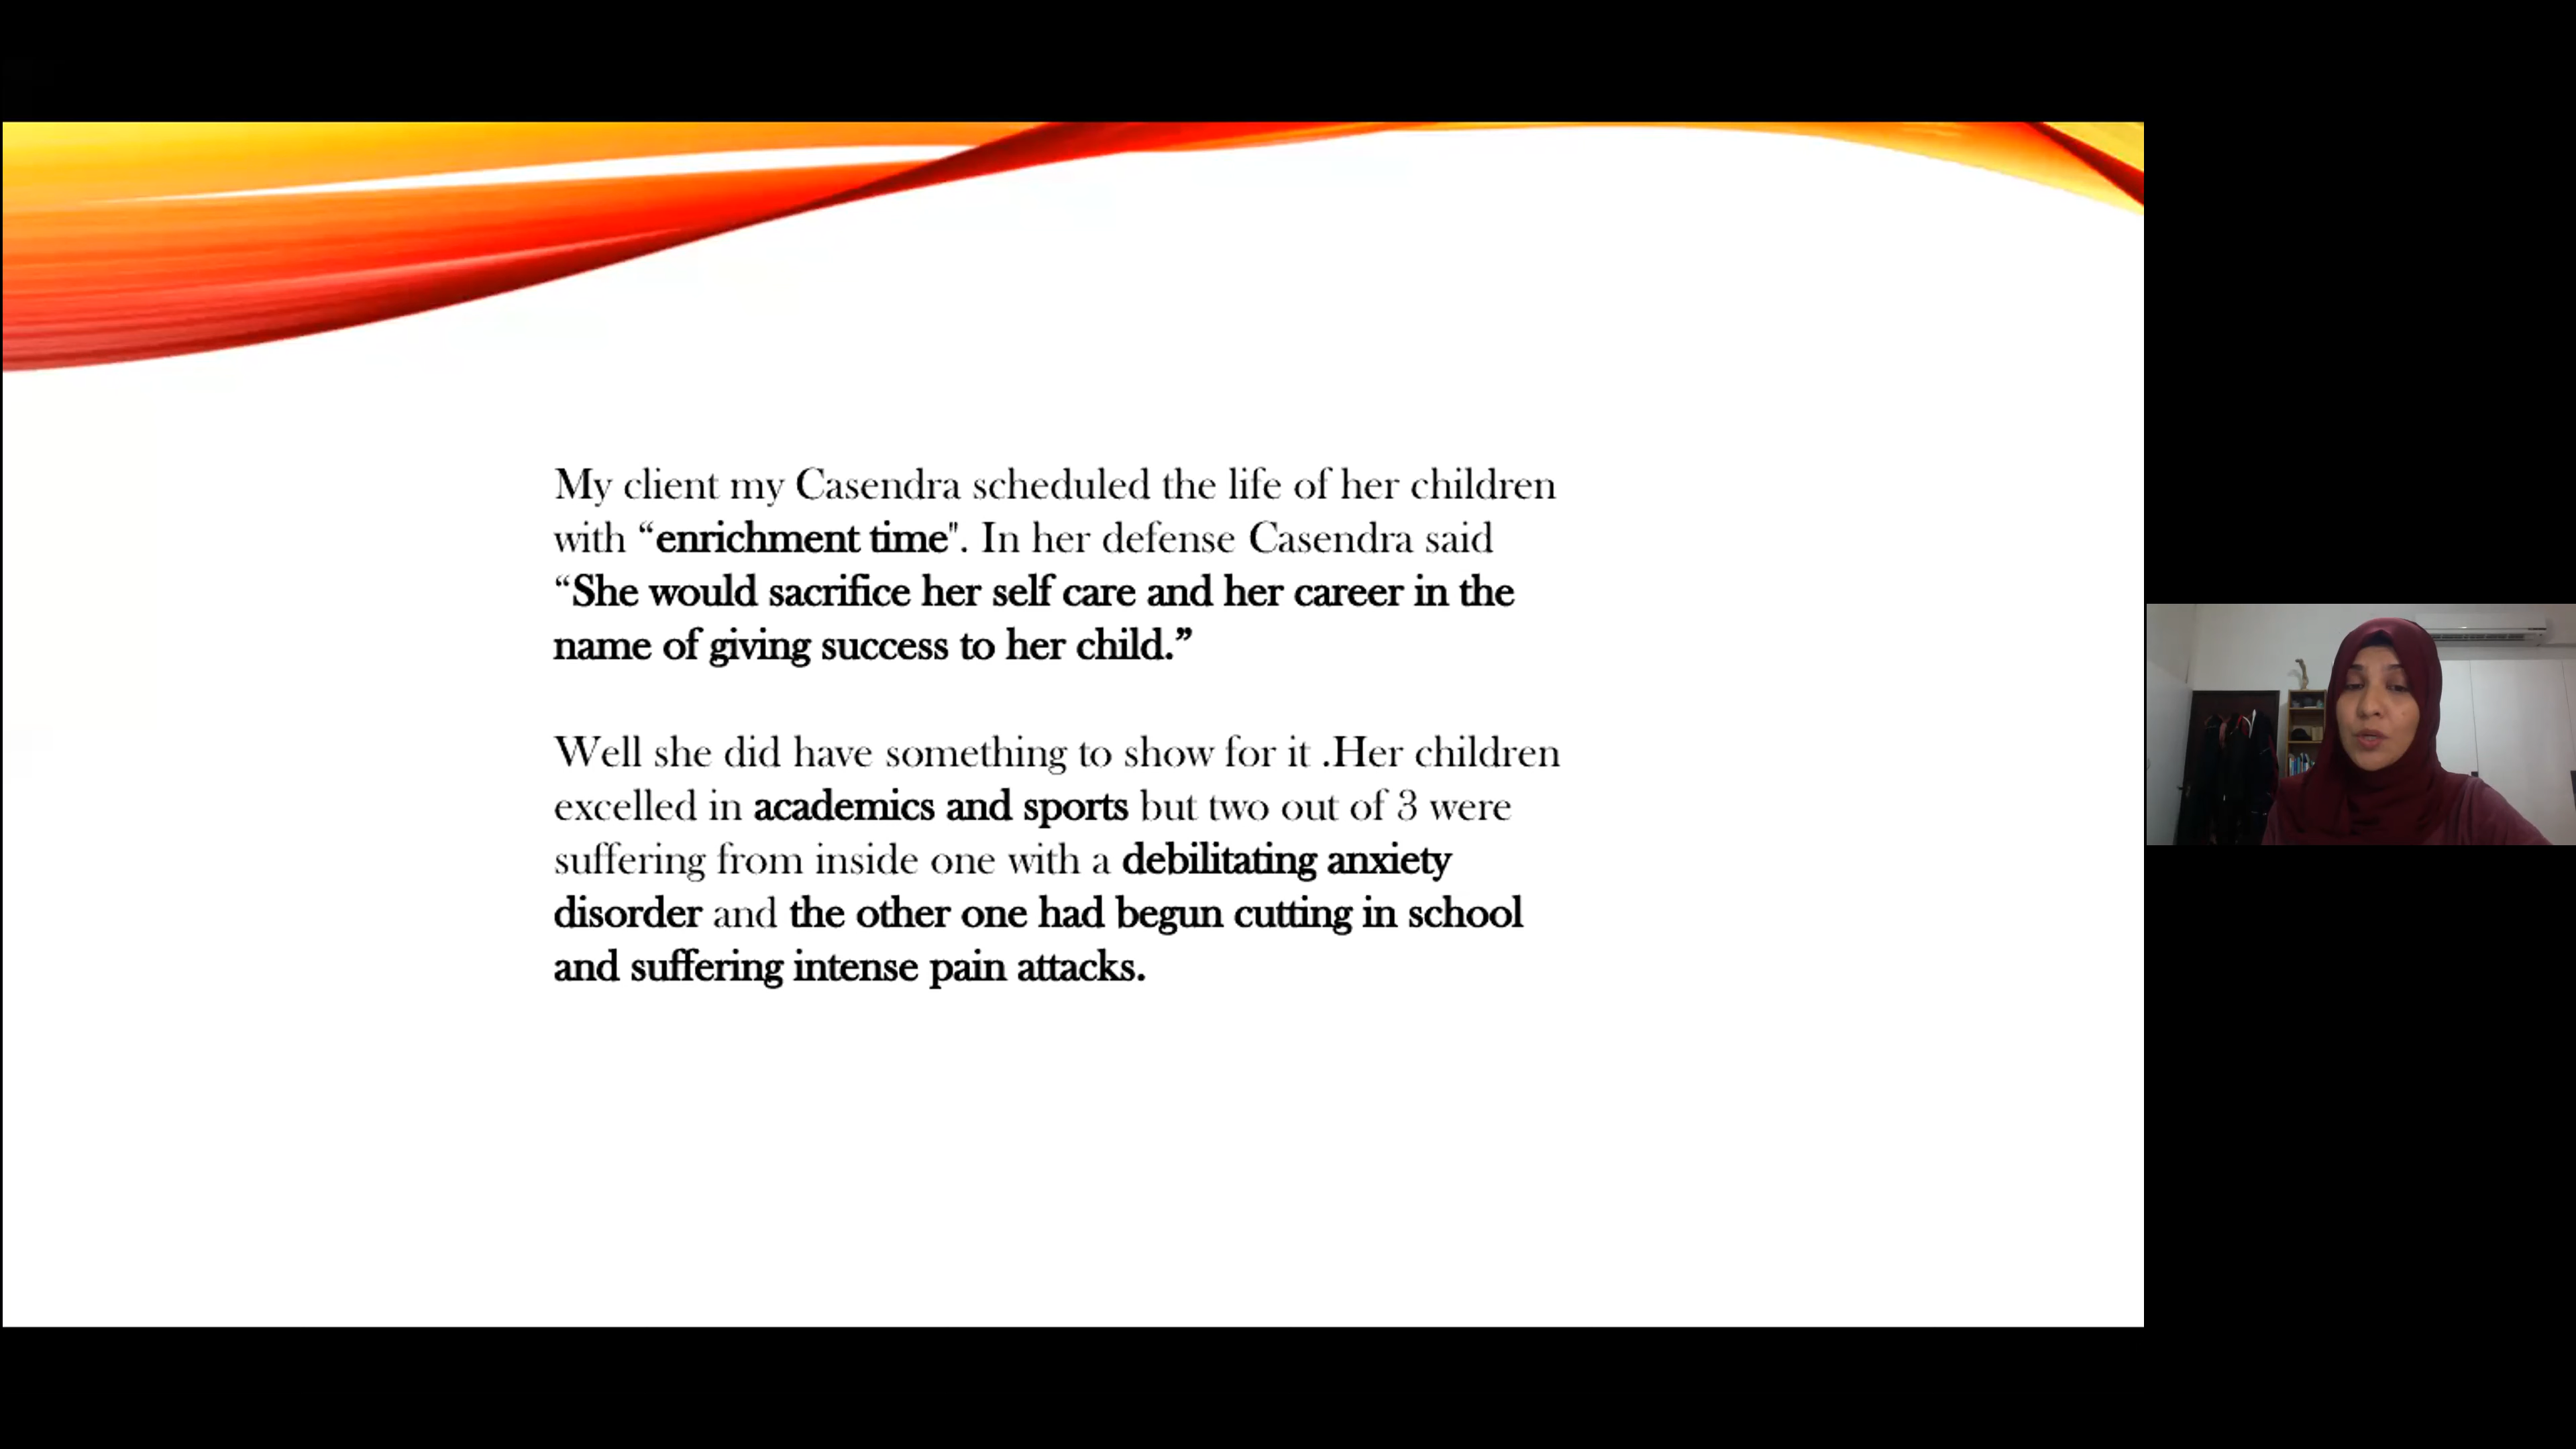 My client my Casendra scheduled the life of her children
with “enrichment time". In her defense Casendra said
“She would sacrifice her self care and her career in the
name of giving success to her child.”
Well she did have something to show for it .Her children
excelled in academics and sports but two out of 3 were
suffering from inside one with a debilitating anxiety
disorder and the other one had begun cutting in school
and suffering intense pain attacks.